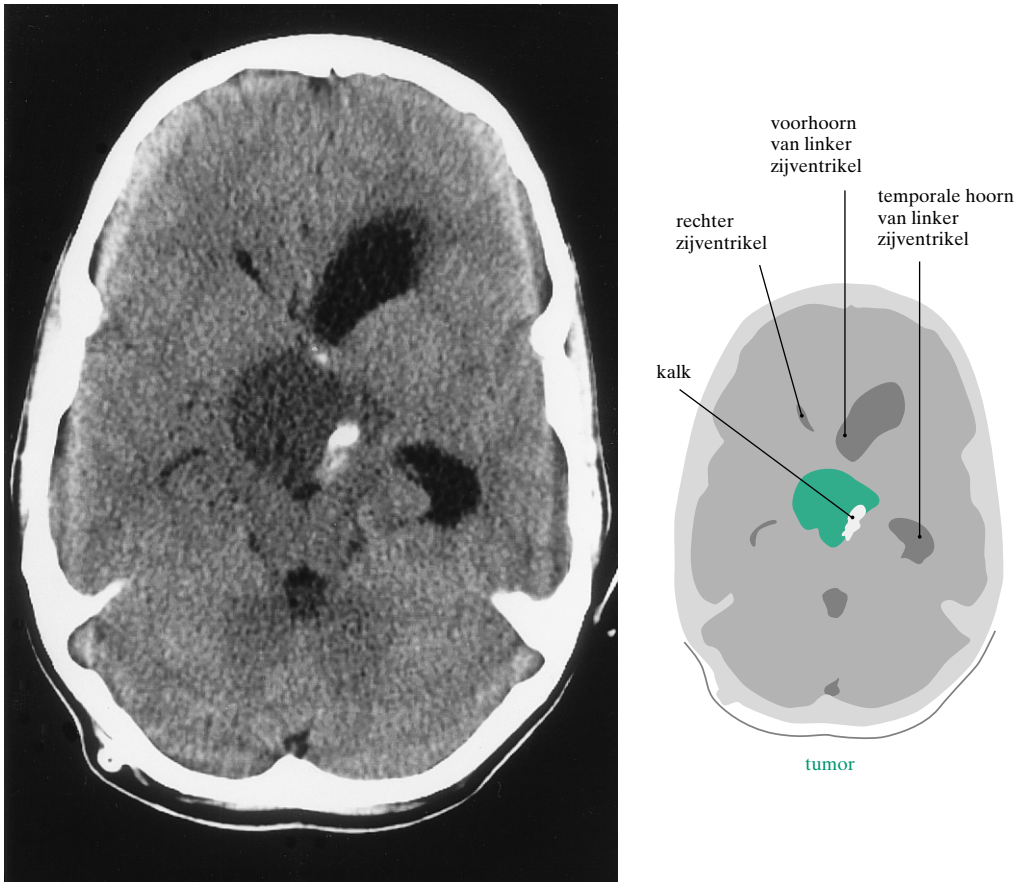 voorhoorn
van linker
zijventrikel
temporale hoorn
van linker
zijventrikel
rechter
zijventrikel
kalk
tumor